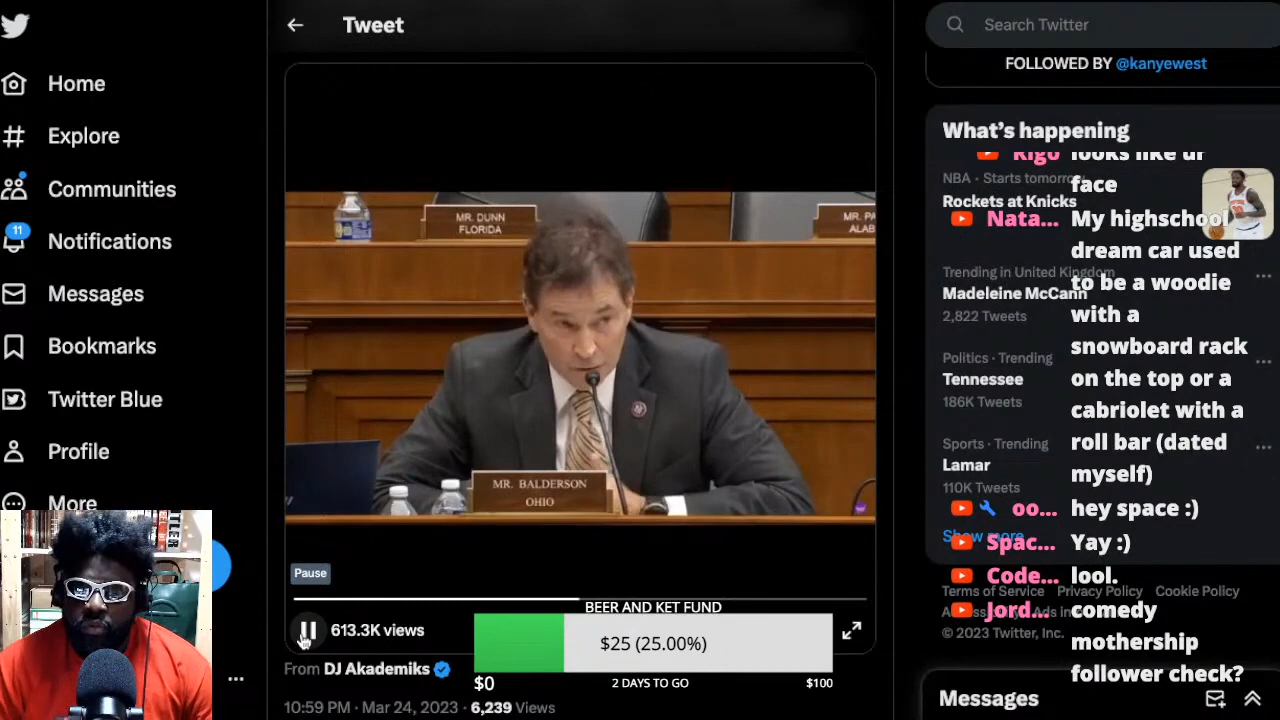 Home
Explore
Communities
11
Notifications
Messages
Bookmarks
Twitter Blue
Profile
More
Tweet
MR. DUNN
FLORIDA
MR. BALDERSON
OHIO
Pause
613.3K views
BEER AND KET FUND
$25 (25.00%)
$0
2 DAYS TO GO
$100
From DJ Akademiks
10:59 PM · Mar 24, 2023 · 6,239 Views
Search Twitter
FOLLOWED BY @kanyewest
What's happening
NBA · Starts tomorrow
Rockets at Knicks
Trending in United Kingdom
Madeleine McCann
2,822 Tweets
Politics · Trending
Tennessee
186K Tweets
Sports · Trending
Lamar
110K Tweets
Show more
Terms of Service Privacy Policy Cookie Policy
© 2023 Twitter, Inc.
Messages
Rigo looks like ur
face
Nata... My highschool
dream car used
to be a woodie
with a
snowboard rack
on the top or a
cabriolet with a
roll bar (dated
myself)
oo... hey space :)
Spac... Yay :)
Code... lool.
Jord... comedy
mothership
follower check?